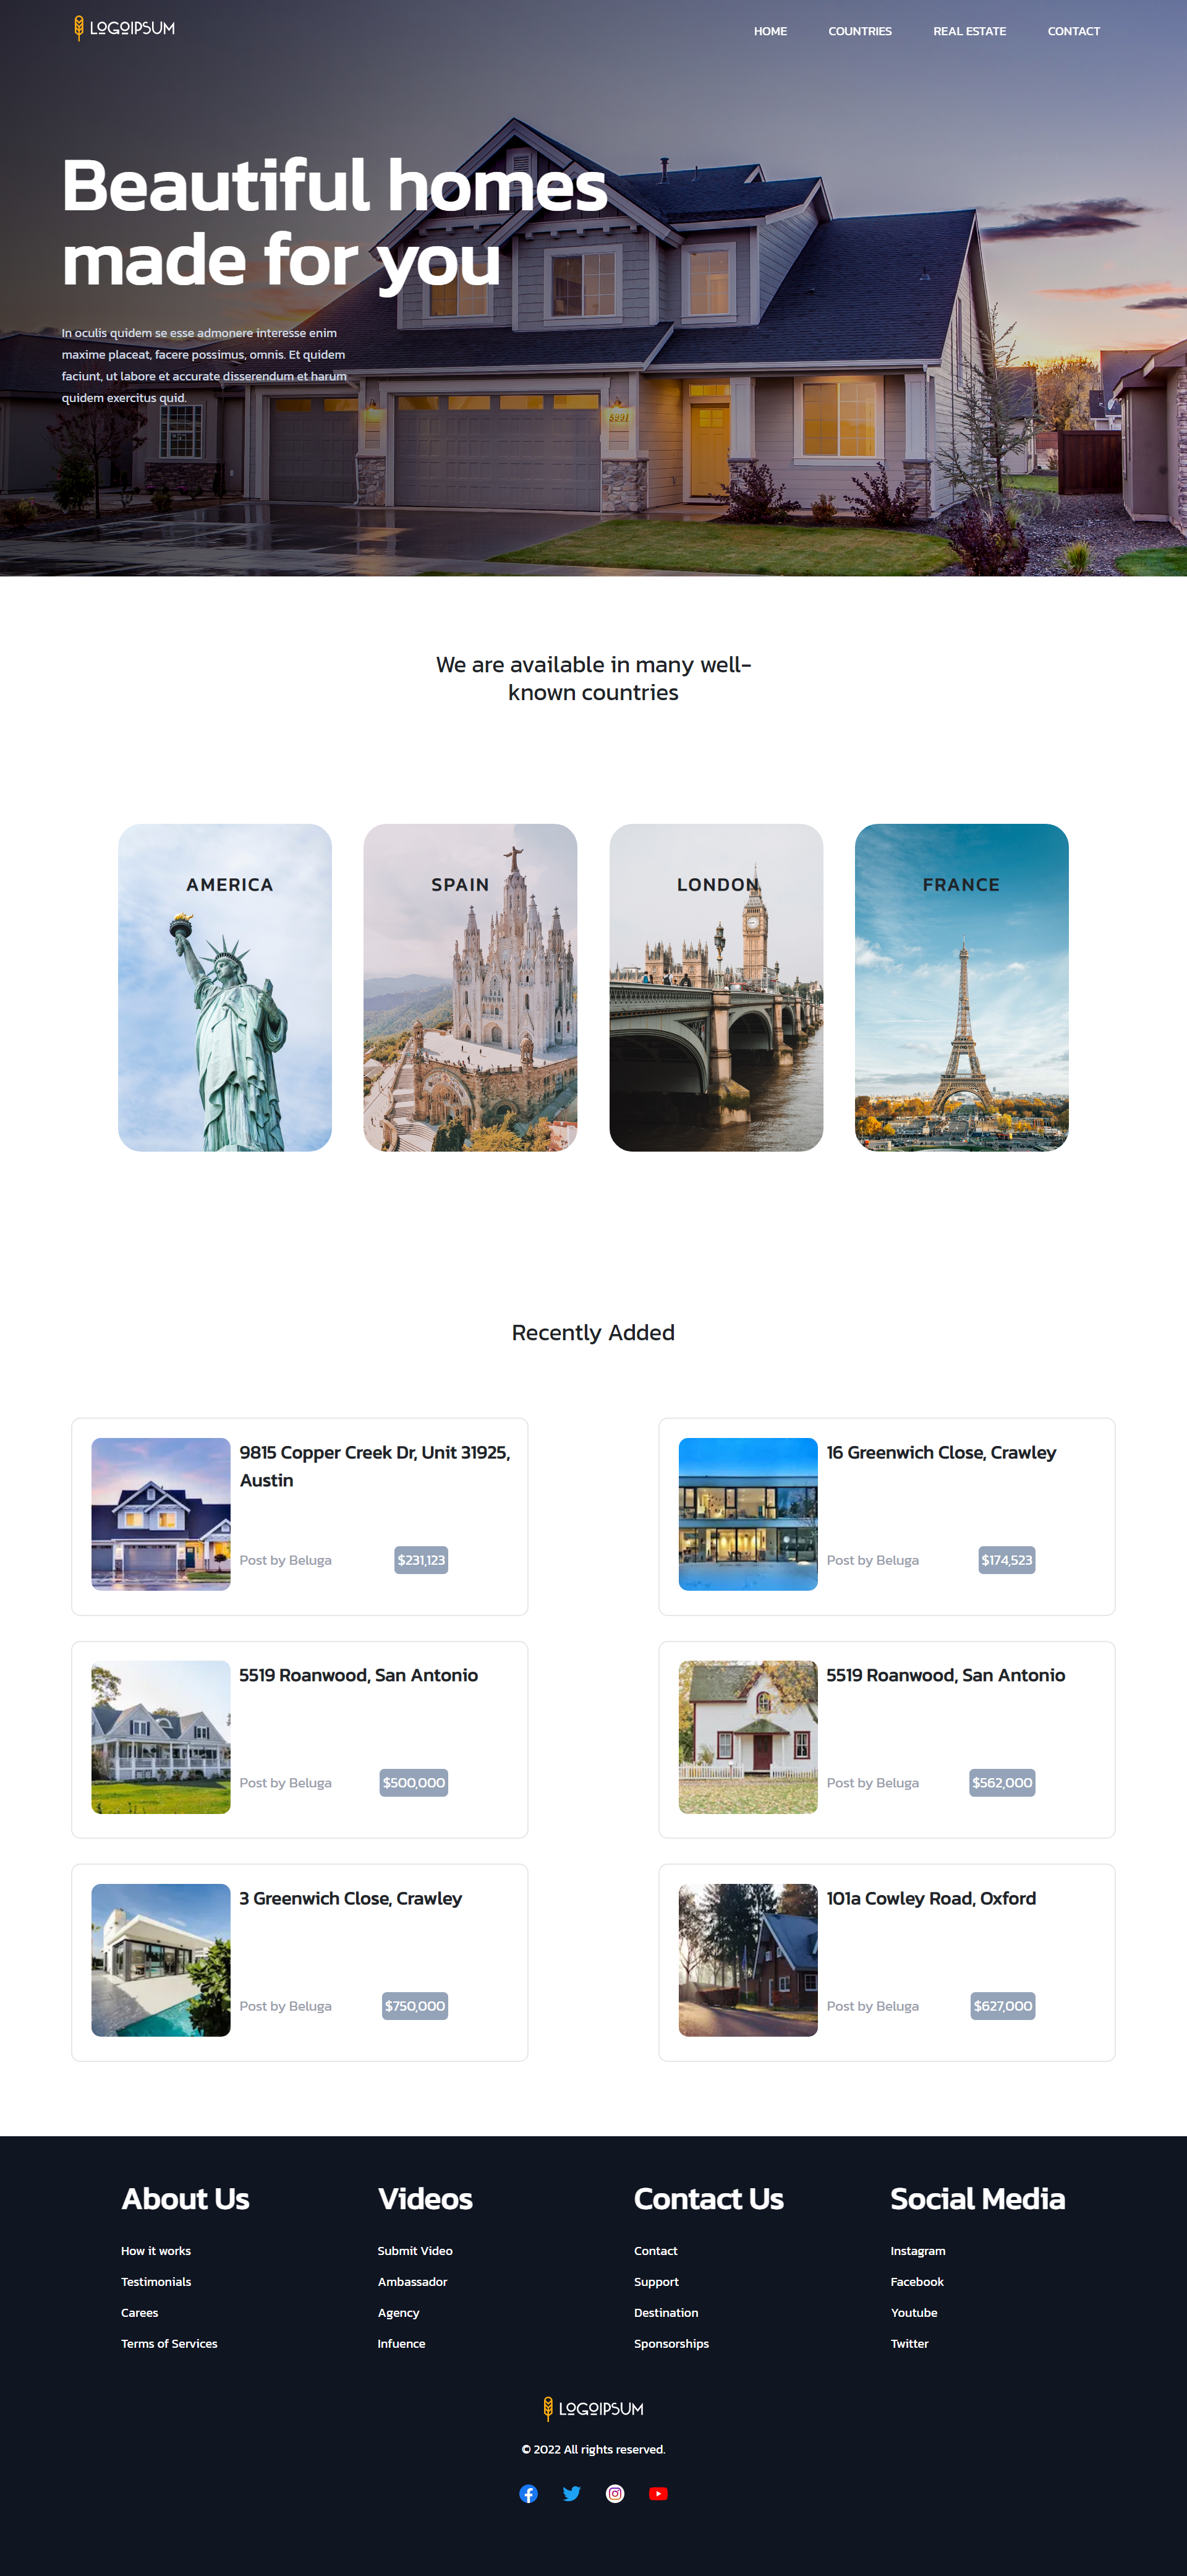 LOGOIPSUM
HOME
COUNTRIES
REAL ESTATE
CONTACT
Beautiful homes
made for you
In oculis quidem se esse admonere interesse enim
maxime placeat, facere possimus, omnis. Et quidem
faciunt, ut labore et accurate disserendum et harum
quidem exercitus quid.
5991
We are available in many well-
known countries
AMERICA
SPAIN
LONDON
FRANCE
Recently Added
9815 Copper Creek Dr, Unit 31925,
Austin
Post by Beluga
$231,123
16 Greenwich Close, Crawley
Post by Beluga
$174,523
5519 Roanwood, San Antonio
Post by Beluga
$500,000
5519 Roanwood, San Antonio
Post by Beluga
$562,000
3 Greenwich Close, Crawley
Post by Beluga
$750,000
101a Cowley Road, Oxford
Post by Beluga
$627,000
About Us
How it works
Testimonials
Carees
Terms of Services
Videos
Submit Video
Ambassador
Agency
Infuence
Contact Us
Contact
Support
Destination
Sponsorships
Social Media
Instagram
Facebook
Youtube
Twitter
LOGOIPSUM
© 2022 All rights reserved.